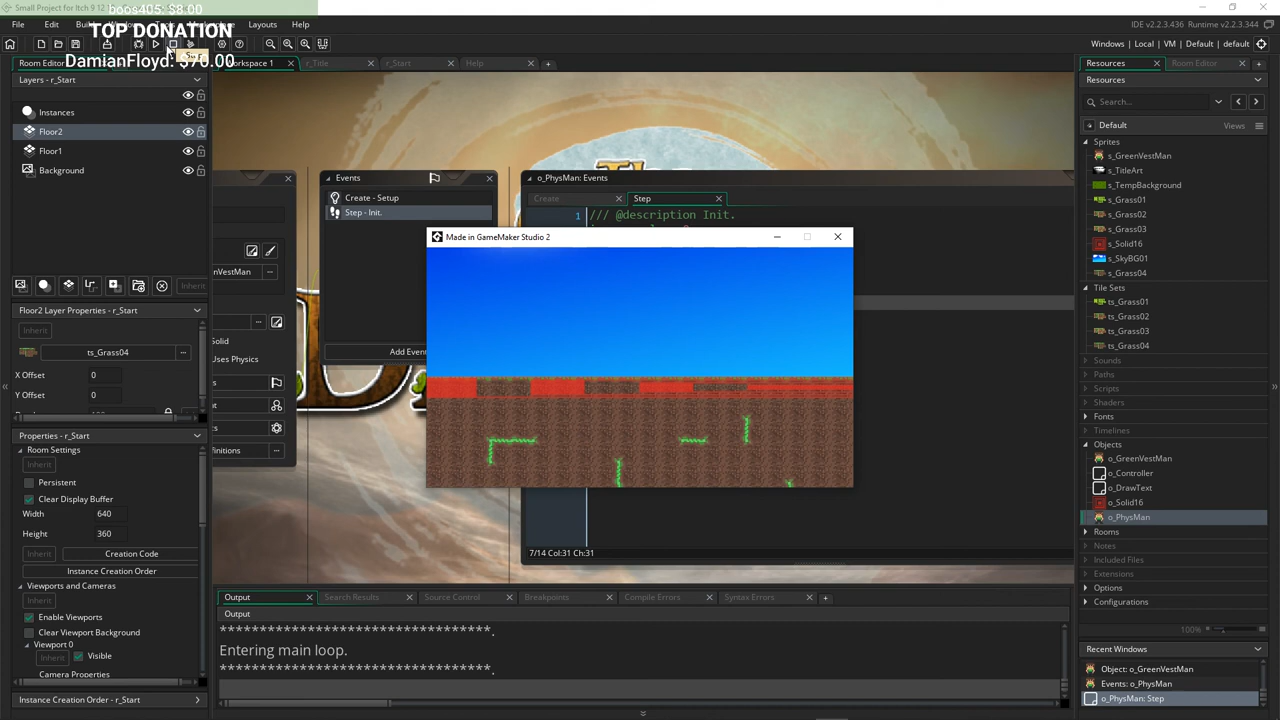 Small Project for Itch 9 12
boos405: $8.00
TOP DONATION
DamianFloyd: $70.00
File Edit Layouts Help
IDE v2.2.3.436 Runtime v2.2.2.344
Windows | Local | VM | Default | default
Room Editor
Workspace 1
r_Title
r_Start
Help
Resources
Room Editor
Layers - r_Start
Instances
Floor2
Floor1
Background
Inherit
Floor2 Layer Properties - r_Start
Inherit
ts_Grass04
X Offset 0
Y Offset 0
Properties - r_Start
Room Settings
Inherit
Persistent
Clear Display Buffer
Width 640
Height 360
Inherit Creation Code
Instance Creation Order
Viewports and Cameras
Inherit
Enable Viewports
Clear Viewport Background
Viewport 0
Inherit Visible
Camera Properties
Instance Creation Order - r_Start
Events
Create - Setup
Step - Init.
Solid
Uses Physics
o_PhysMan: Events
Create
Step
1 /// @description Init.
Made in GameMaker Studio 2
7/14 Col:31 Ch:31
Output
Search Results
Source Control
Breakpoints
Compile Errors
Syntax Errors
Output
***********************************.
Entering main loop.
***********************************.
Resources
Search...
Default
Views
Sprites
s_GreenVestMan
s_TitleArt
s_TempBackground
s_Grass01
s_Grass02
s_Grass03
s_Solid16
s_SkyBG01
s_Grass04
Tile Sets
ts_Grass01
ts_Grass02
ts_Grass03
ts_Grass04
Sounds
Paths
Scripts
Shaders
Fonts
Timelines
Objects
o_GreenVestMan
o_Controller
o_DrawText
o_Solid16
o_PhysMan
Rooms
Notes
Included Files
Extensions
Options
Configurations
100%
Recent Windows
Object: o_GreenVestMan
Events: o_PhysMan
o_PhysMan: Step